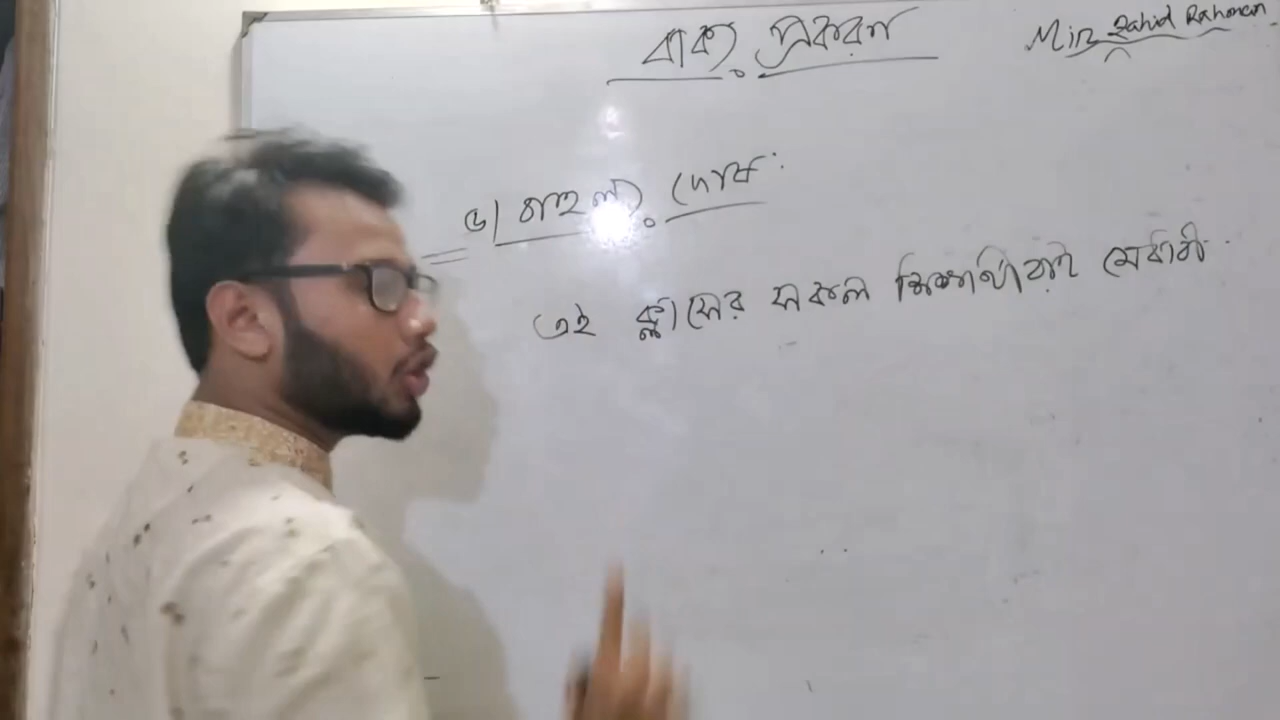 বাক্য প্রকরণ
Mir Zahid Rahman
৬| বাহুল্য দোষ:
এই ক্লাসের সকল শিক্ষার্থীরাই মেধাবী